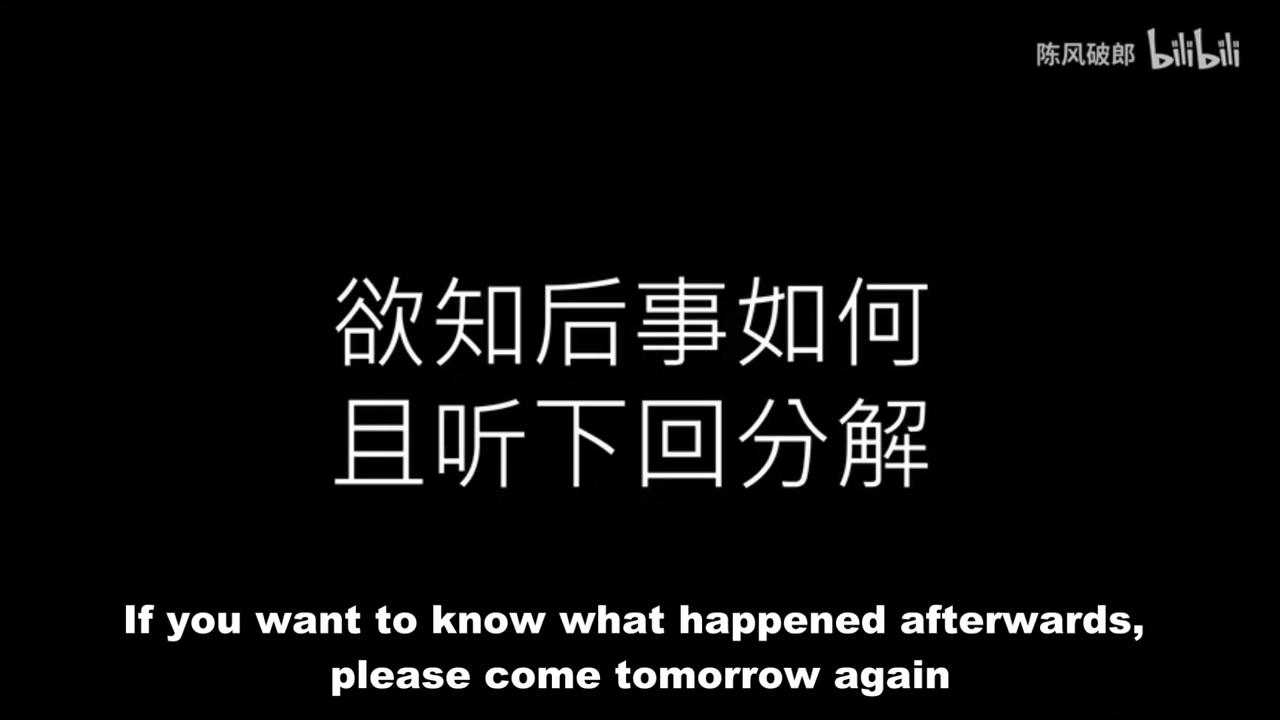 陈风破郎 bilibili
欲知后事如何
且听下回分解
If you want to know what happened afterwards,
please come tomorrow again